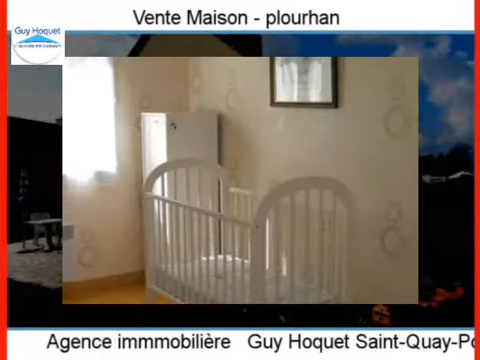 Vente Maison - plourhan
Guy Hoquet
Agence immmobilière Guy Hoquet Saint-Quay-Po